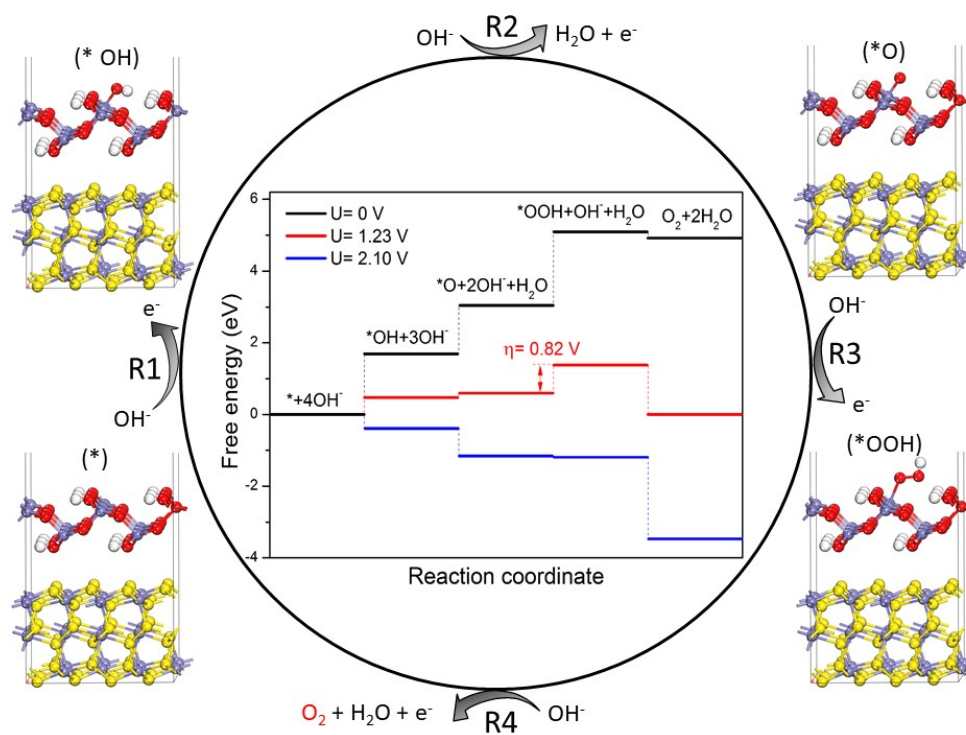 OH⁻ R2 H₂O + e⁻
(* OH)
(*O)
6
4
2
0
-2
-4
Free energy (eV)
Reaction coordinate
U= 0 V
U= 1.23 V
U= 2.10 V
*+4OH⁻
*OH+3OH⁻
*O+2OH⁻+H₂O
*OOH+OH⁻+H₂O
O₂+2H₂O
η= 0.82 V
e⁻
R1
OH⁻
OH⁻
R3
e⁻
(*)
(*OOH)
O₂ + H₂O + e⁻ R4 OH⁻